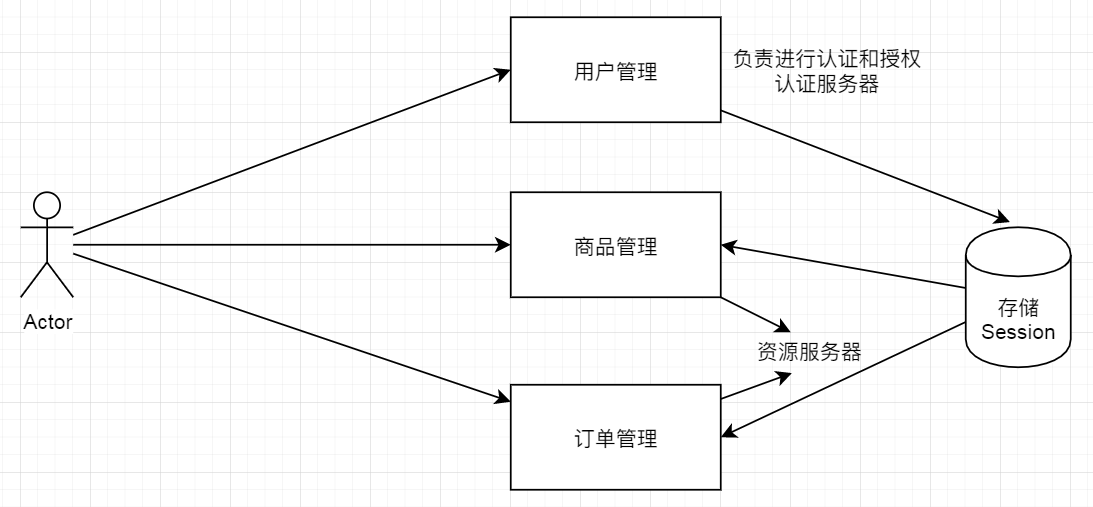 用户管理
负责进行认证和授权
认证服务器
商品管理
Actor
存储
Session
资源服务器
订单管理